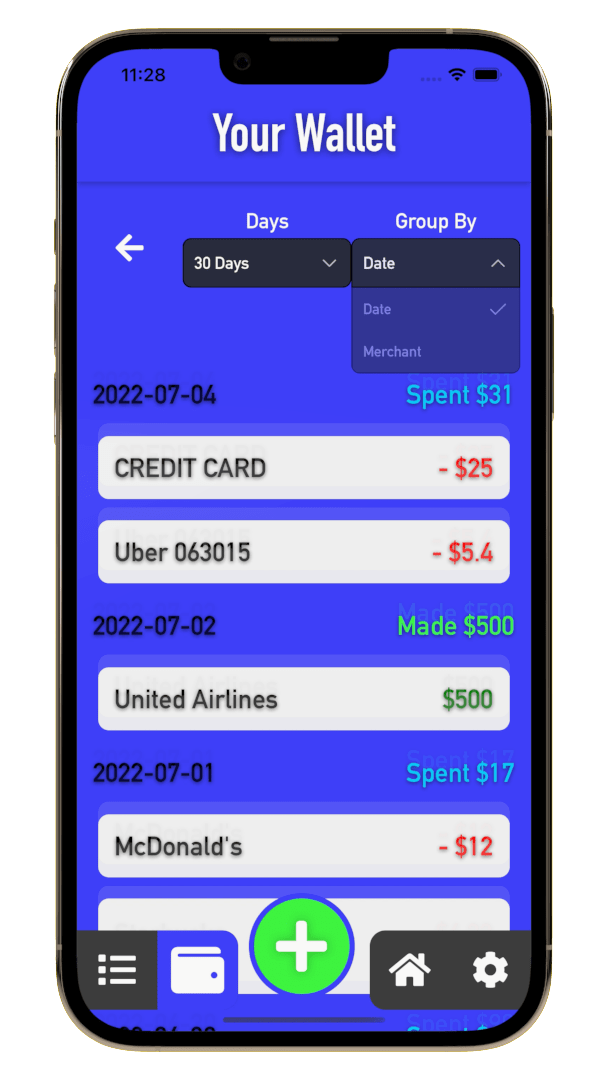 11:28
Your Wallet
Days Group By
30 Days Date
Date
Merchant
2022-07-04 Spent $31
CREDIT CARD - $25
Uber 063015 - $5.4
2022-07-02 Made $500
United Airlines $500
2022-07-01 Spent $17
McDonald's - $12